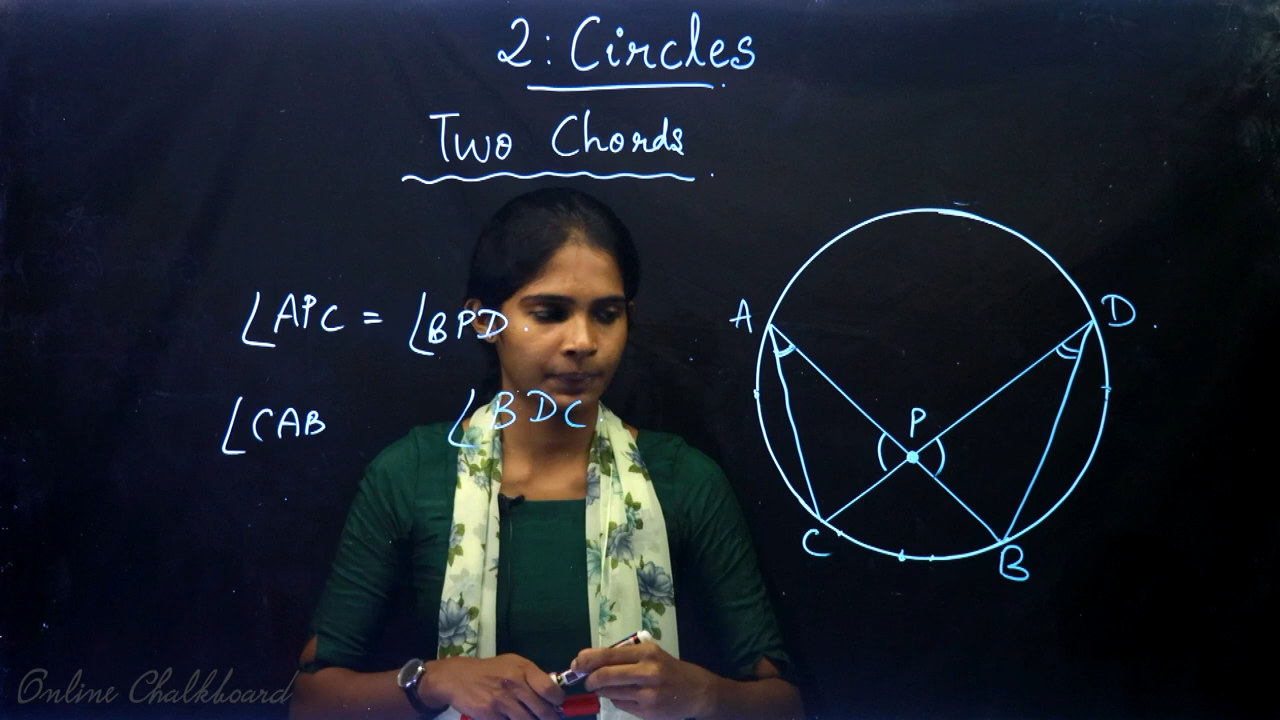 2: Circles
Two Chords
∠APC = ∠BPD.
∠CAB ∠BDC.
A
D.
P
C
B
Online Chalkboard